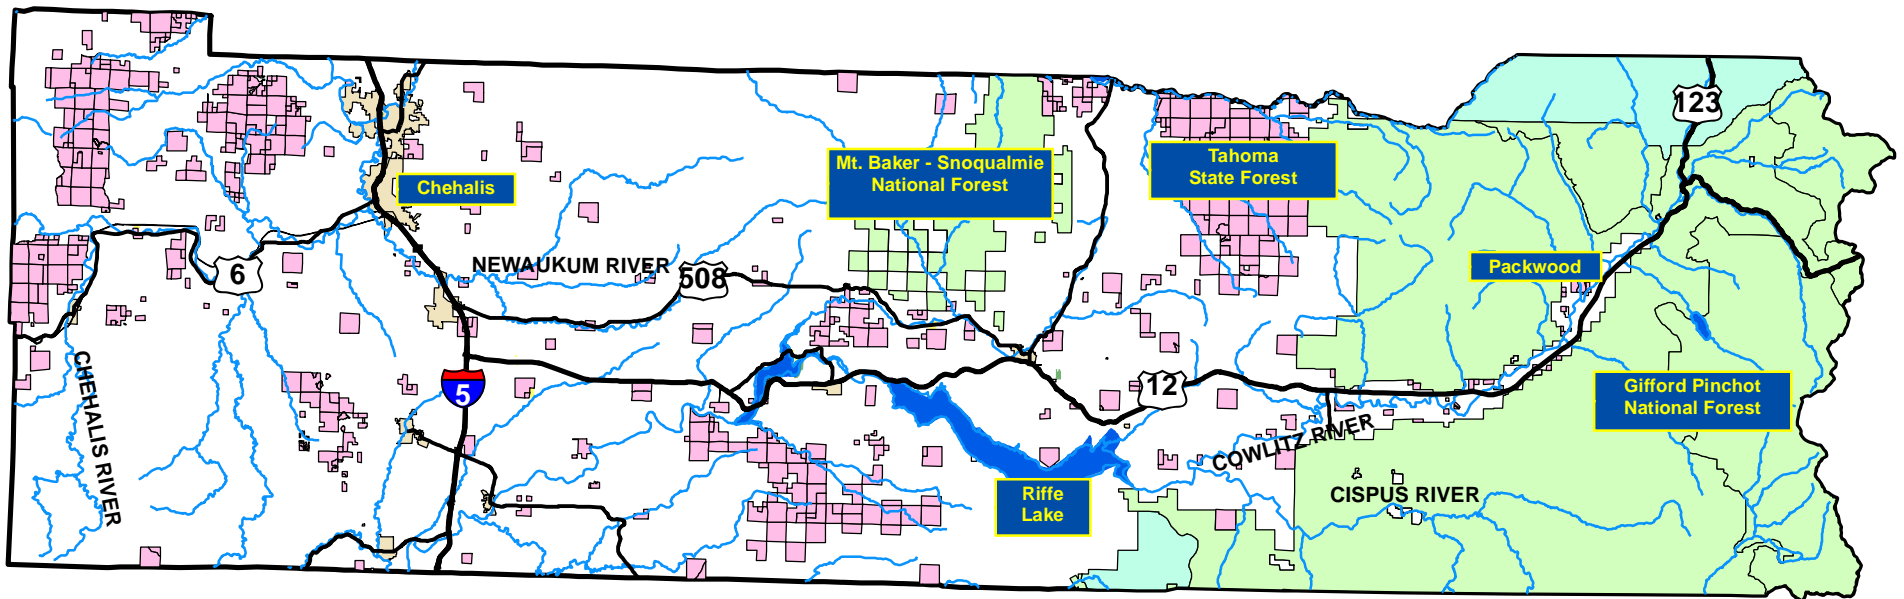 123
Mt. Baker - Snoqualmie
National Forest
Tahoma
State Forest
Chehalis
6
NEWAUKUM RIVER
508
Packwood
5
12
CHEHALIS RIVER
Gifford Pinchot
National Forest
COWLITZ RIVER
Riffe
Lake
CISPUS RIVER